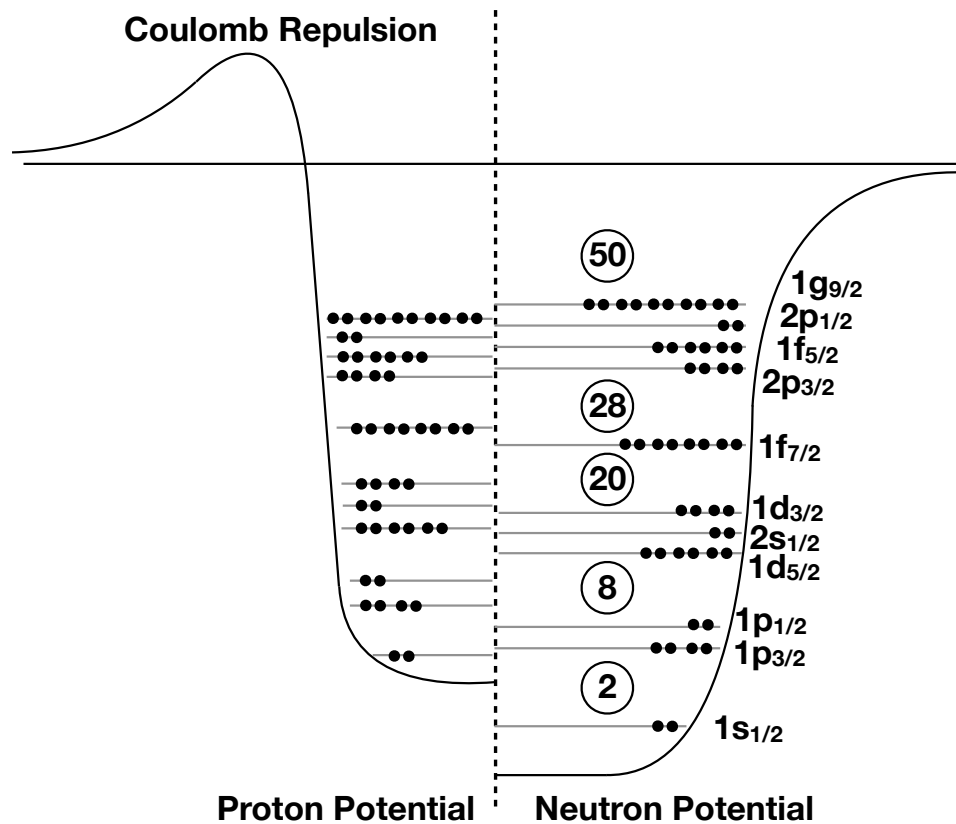 Coulomb Repulsion
50
1g9/2
2p1/2
1f5/2
2p3/2
28
1f7/2
20
1d3/2
2s1/2
1d5/2
8
1p1/2
1p3/2
2
1s1/2
Proton Potential
Neutron Potential